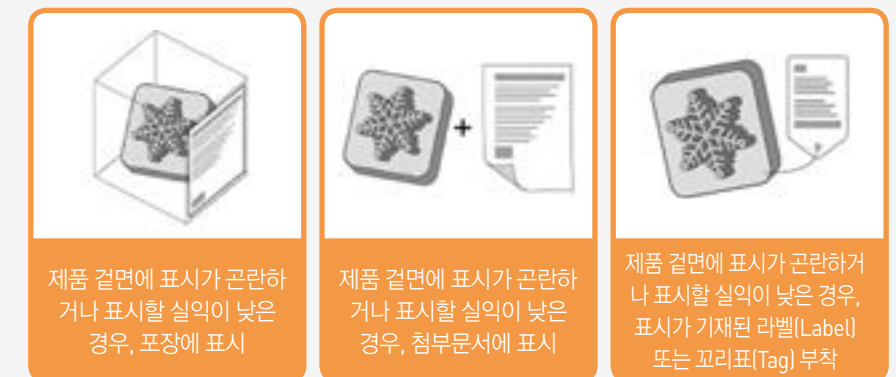 제품 겉면에 표시가 곤란하
거나 표시할 실익이 낮은
경우, 포장에 표시
제품 겉면에 표시가 곤란하
거나 표시할 실익이 낮은
경우, 첨부문서에 표시
제품 겉면에 표시가 곤란하거
나 표시할 실익이 낮은 경우,
표시가 기재된 라벨(Label)
또는 꼬리표(Tag) 부착